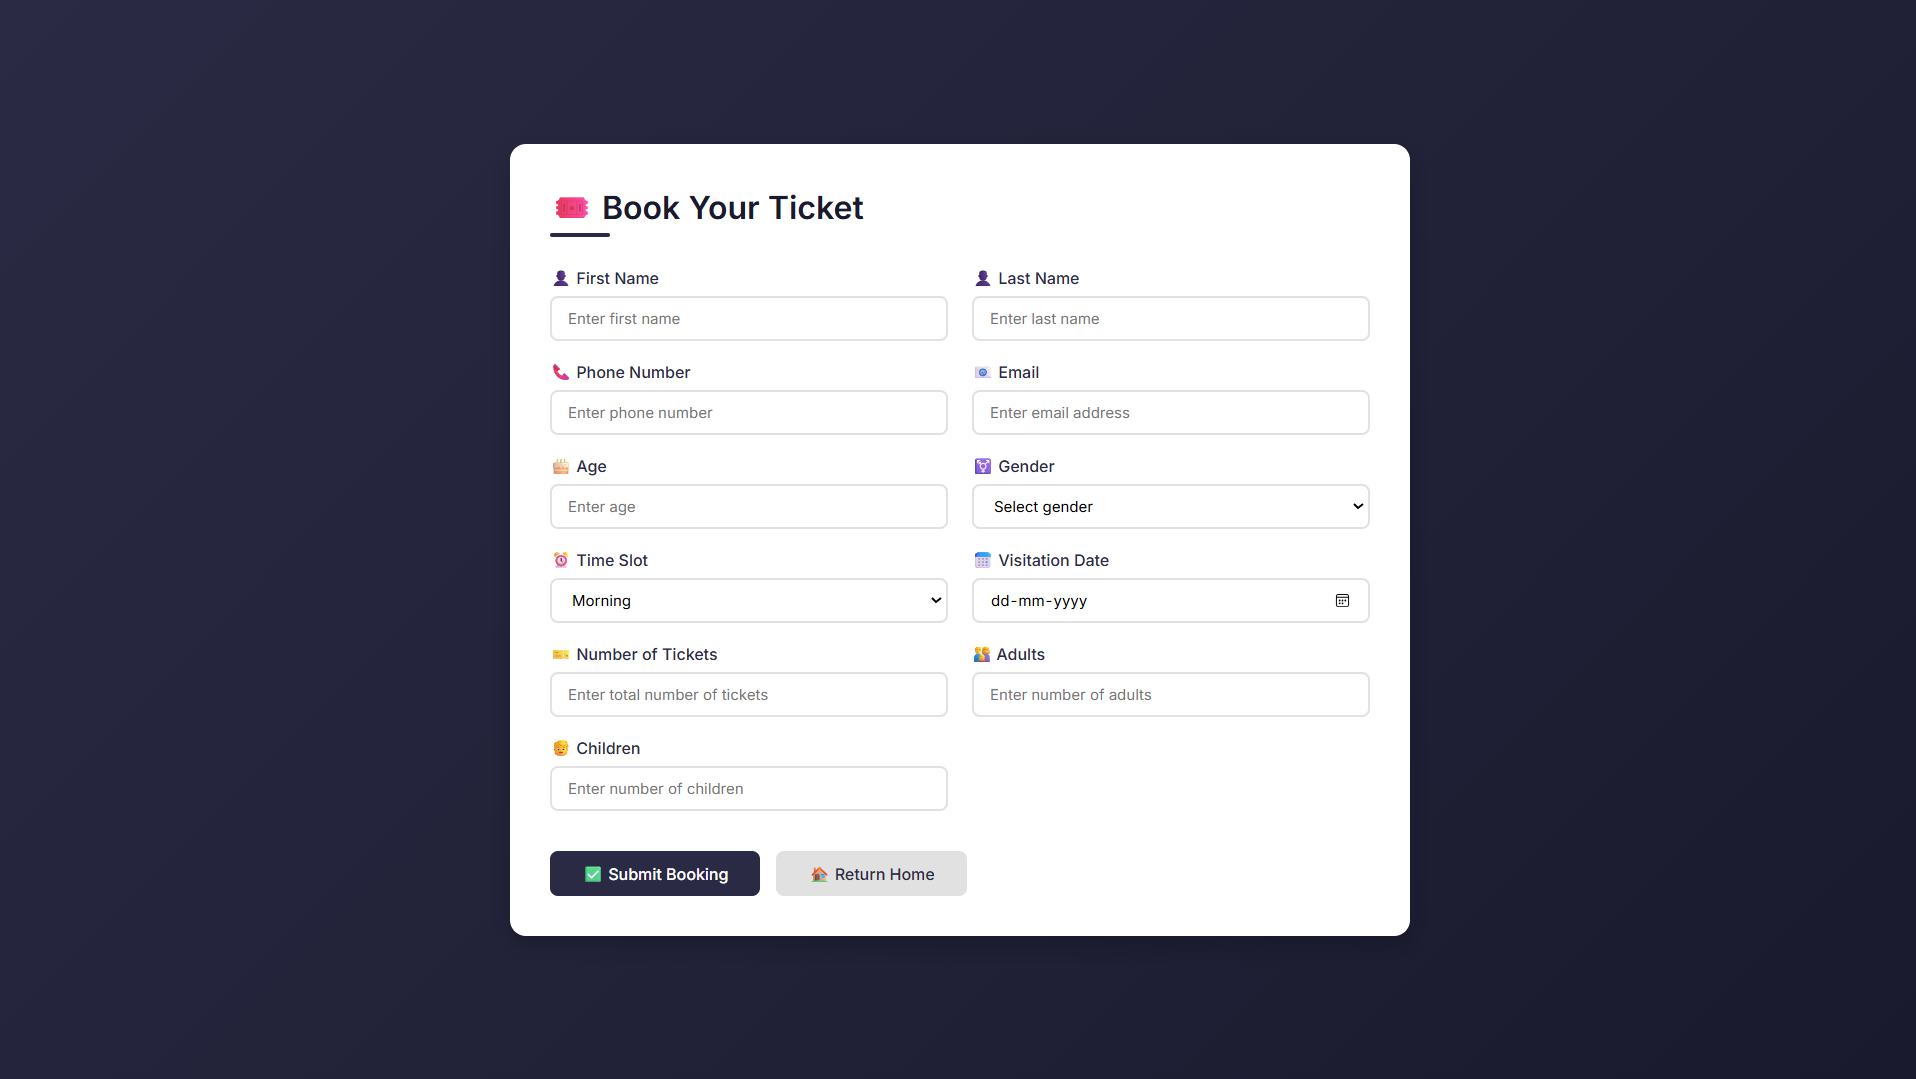 Book Your Ticket
First Name
Last Name
Enter first name
Enter last name
Phone Number
Email
Enter phone number
Enter email address
Age
Gender
Enter age
Select gender
Time Slot
Visitation Date
Morning
dd-mm-yyyy
Number of Tickets
Adults
Enter total number of tickets
Enter number of adults
Children
Enter number of children
Submit Booking
Return Home